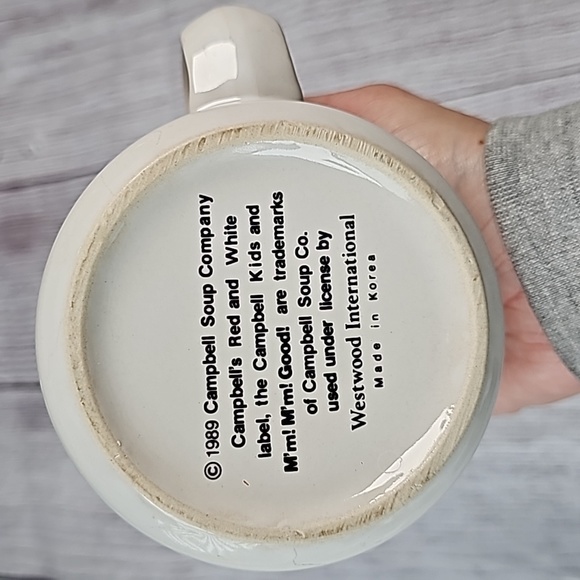 © 1989 Campbell Soup Company
Campbell's Red and White
label, the Campbell Kids and
M'm! M'm! Good! are trademarks
of Campbell Soup Co.
used under license by
Westwood International
Made in Korea